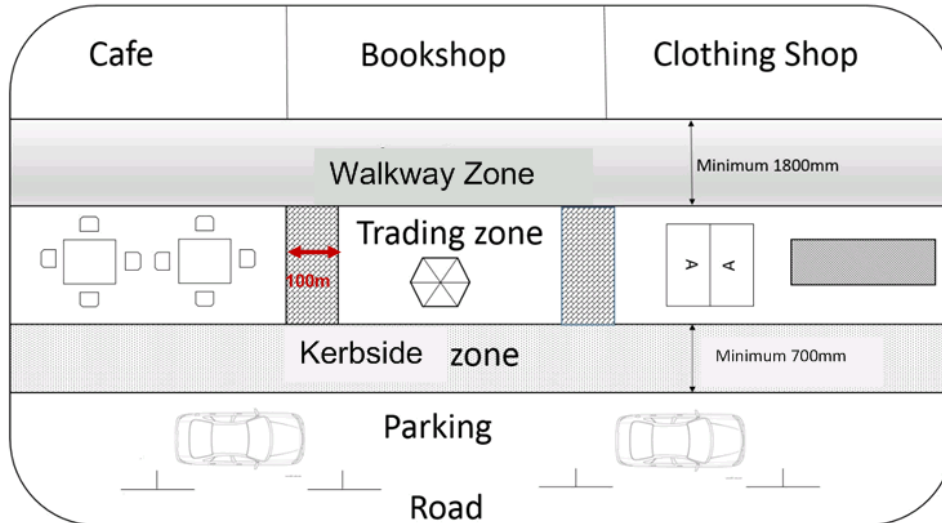 Cafe
Bookshop
Clothing Shop
Walkway Zone
Minimum 1800mm
Trading zone
100m
A A
Kerbside zone
Minimum 700mm
Parking
Road